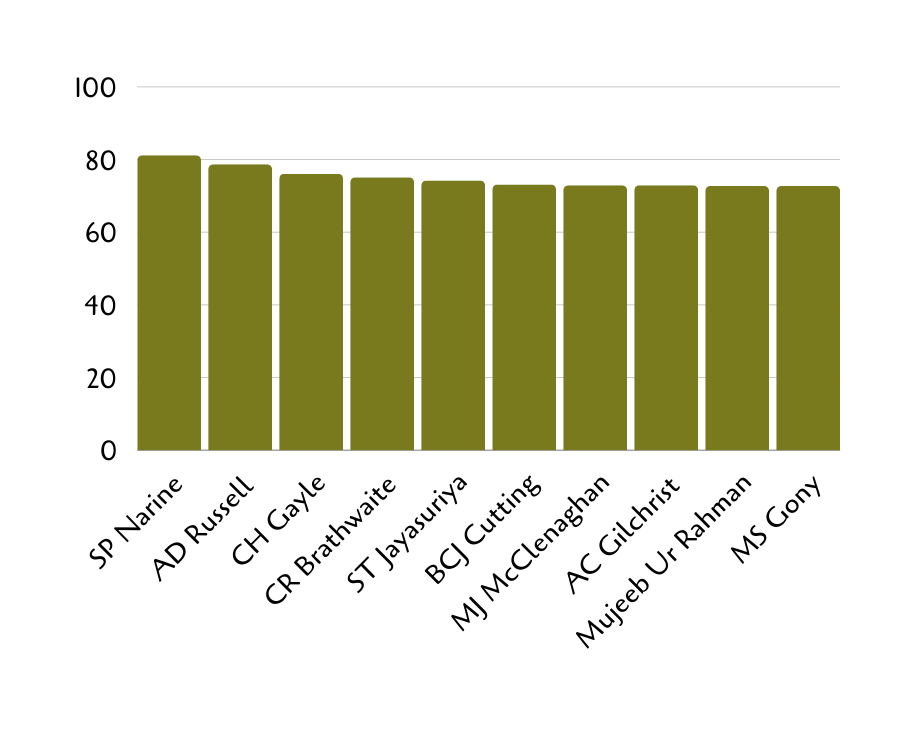 100
80
60
40
20
0
SP Narine
AD Russell
CH Gayle
CR Brathwaite
ST Jayasuriya
BCJ Cutting
MJ McClenaghan
AC Gilchrist
Mujeeb Ur Rahman
MS Gony